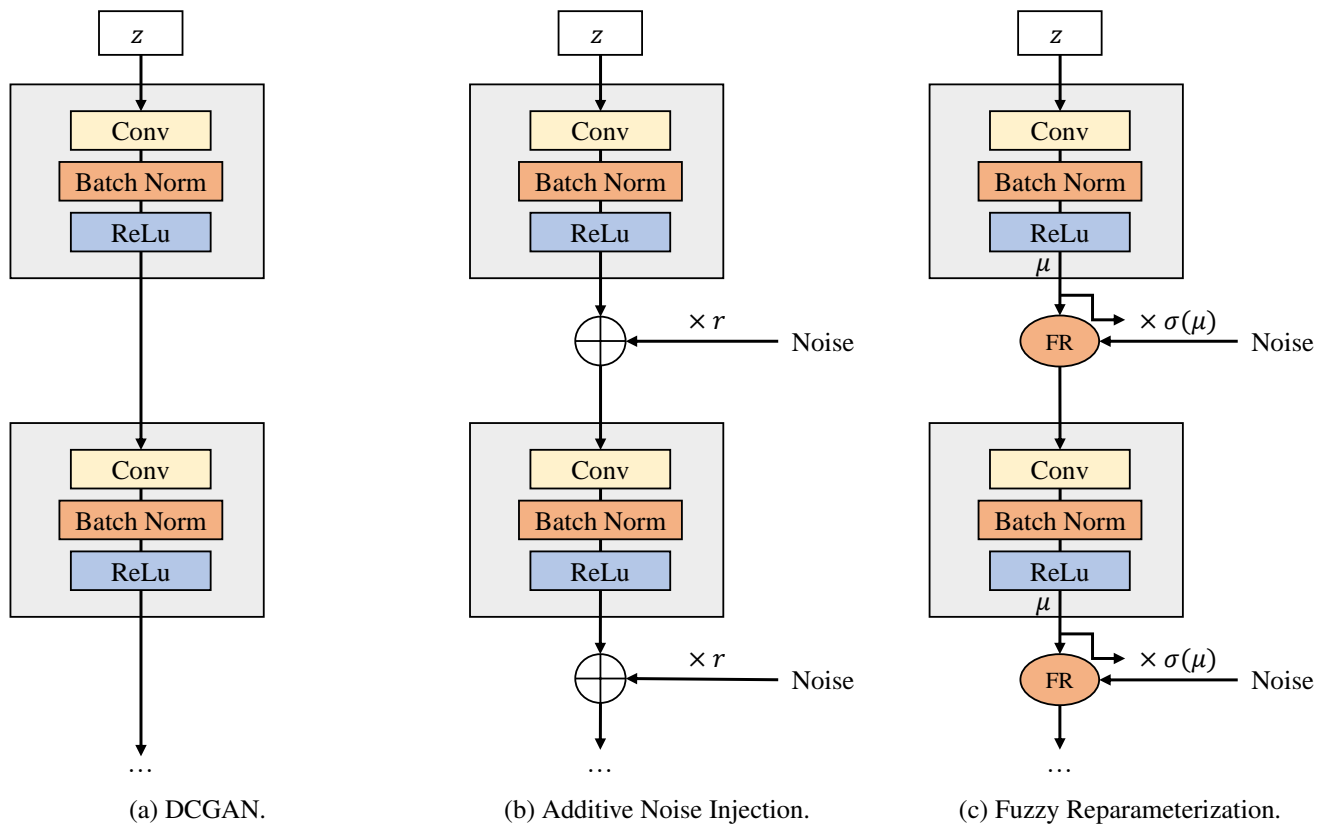 z
Conv
Batch Norm
ReLu
Conv
Batch Norm
ReLu
…
(a) DCGAN.
z
Conv
Batch Norm
ReLu
× r
Noise
Conv
Batch Norm
ReLu
× r
Noise
…
(b) Additive Noise Injection.
z
Conv
Batch Norm
ReLu
μ
× σ(μ)
FR
Noise
Conv
Batch Norm
ReLu
μ
× σ(μ)
FR
Noise
…
(c) Fuzzy Reparameterization.